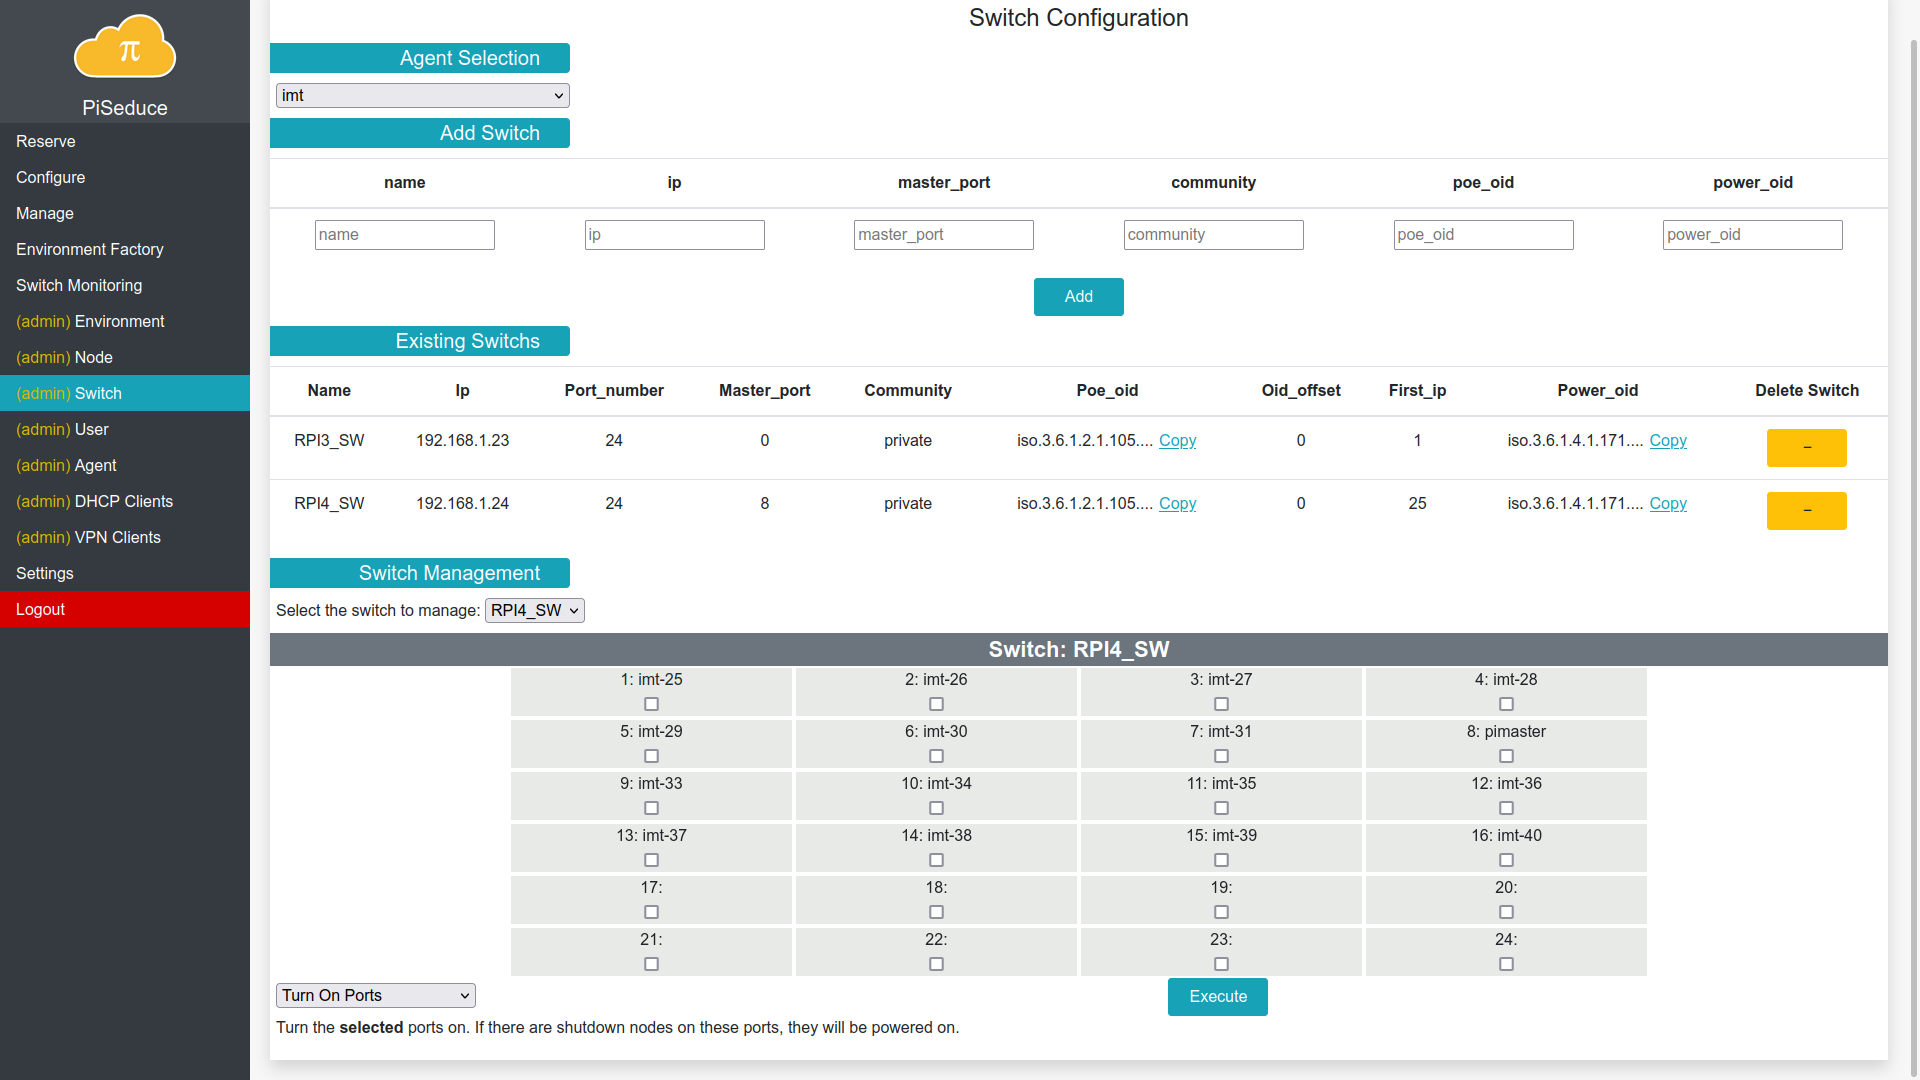 π
PiSeduce
Reserve
Configure
Manage
Environment Factory
Switch Monitoring
(admin) Environment
(admin) Node
(admin) Switch
(admin) User
(admin) Agent
(admin) DHCP Clients
(admin) VPN Clients
Settings
Logout
Switch Configuration
Agent Selection
imt
Add Switch
name ip master_port community poe_oid power_oid
name ip master_port community poe_oid power_oid
Add
Existing Switchs
Name Ip Port_number Master_port Community Poe_oid Oid_offset First_ip Power_oid Delete Switch
RPI3_SW 192.168.1.23 24 0 private iso.3.6.1.2.1.105.... Copy 0 1 iso.3.6.1.4.1.171.... Copy −
RPI4_SW 192.168.1.24 24 8 private iso.3.6.1.2.1.105.... Copy 0 25 iso.3.6.1.4.1.171.... Copy −
Switch Management
Select the switch to manage: RPI4_SW
Switch: RPI4_SW
1: imt-25 2: imt-26 3: imt-27 4: imt-28
5: imt-29 6: imt-30 7: imt-31 8: pimaster
9: imt-33 10: imt-34 11: imt-35 12: imt-36
13: imt-37 14: imt-38 15: imt-39 16: imt-40
17: 18: 19: 20:
21: 22: 23: 24:
Turn On Ports Execute
Turn the selected ports on. If there are shutdown nodes on these ports, they will be powered on.